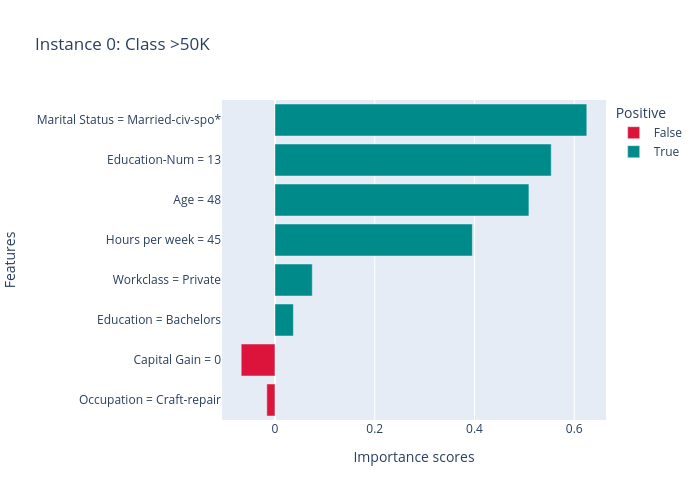 Instance 0: Class >50K
Positive
False
True
Marital Status = Married-civ-spo*
Education-Num = 13
Age = 48
Hours per week = 45
Workclass = Private
Education = Bachelors
Capital Gain = 0
Occupation = Craft-repair
Features
0 0.2 0.4 0.6
Importance scores